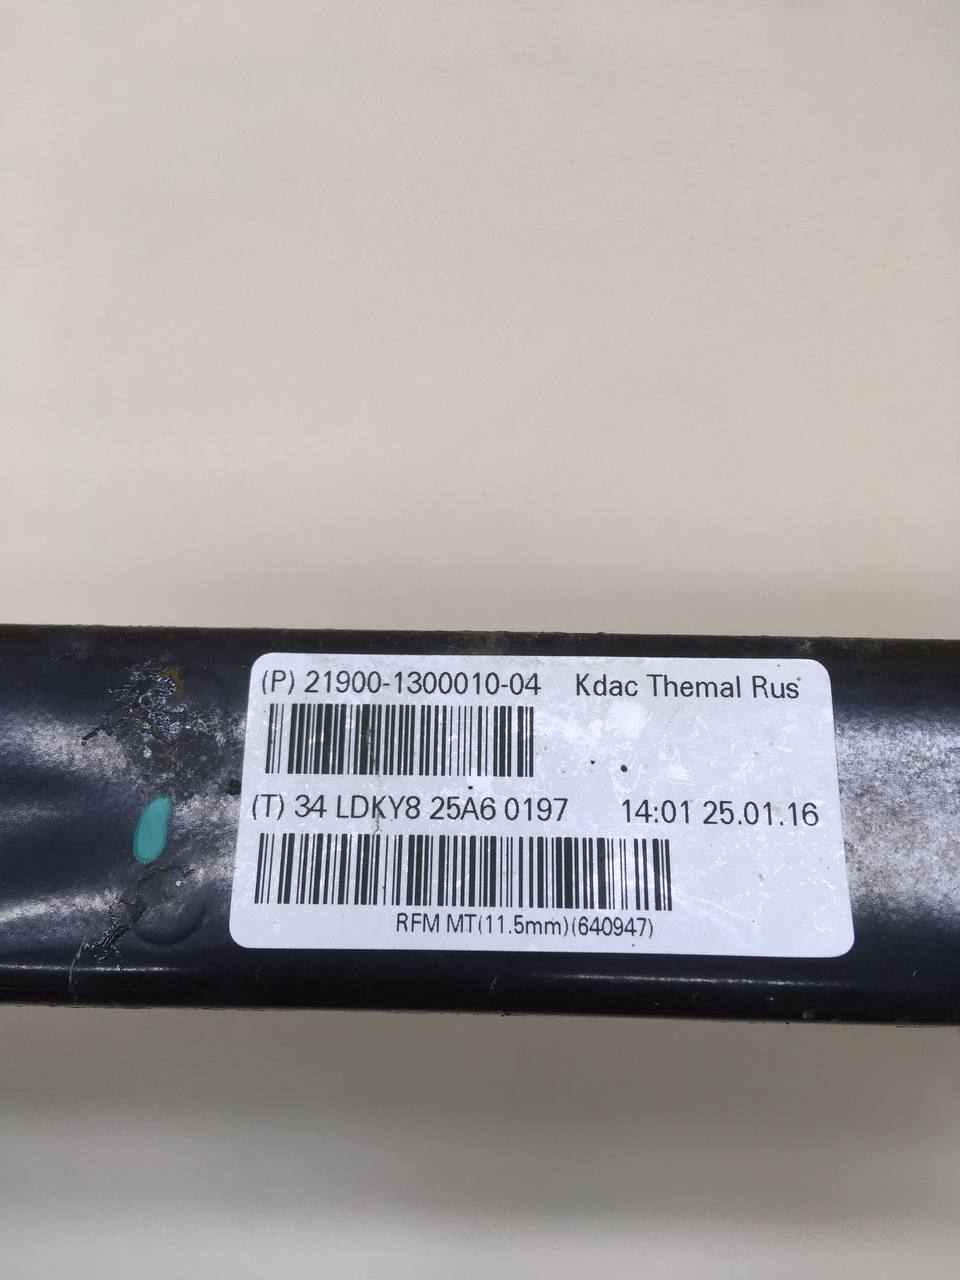 (P) 21900-1300010-04 Kdac Themal Rus
(T) 34 LDKY8 25A6 0197 14:01 25.01.16
RFM MT(11.5mm)(640947)